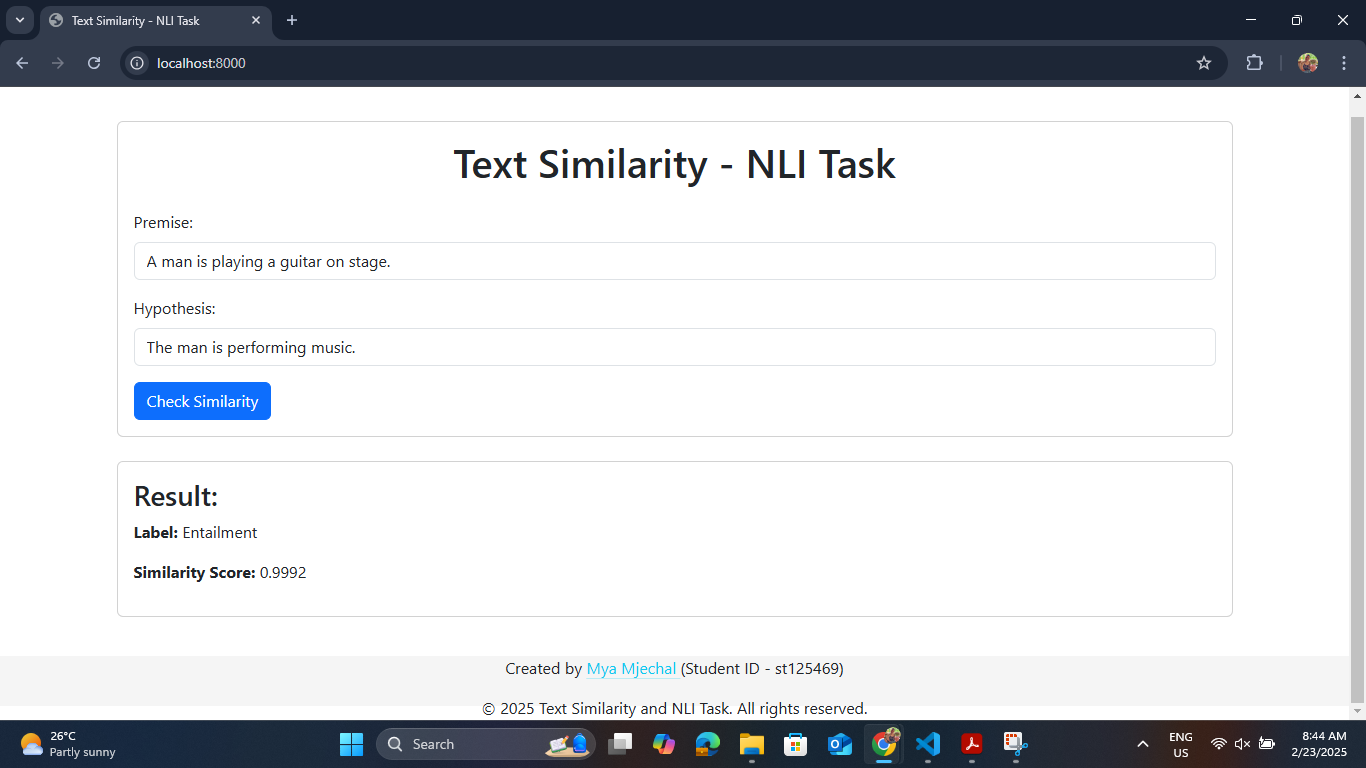 Text Similarity - NLI Task
localhost:8000
Text Similarity - NLI Task
Premise:
A man is playing a guitar on stage.
Hypothesis:
The man is performing music.
Check Similarity
Result:
Label: Entailment
Similarity Score: 0.9992
Created by Mya Mjechal (Student ID - st125469)
© 2025 Text Similarity and NLI Task. All rights reserved.
26°C
Partly sunny
Search
ENG
US
8:44 AM
2/23/2025